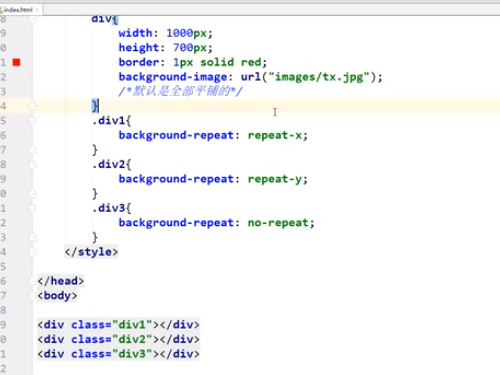 index.html
8 div{
9 width: 1000px;
0 height: 700px;
1 border: 1px solid red;
2 background-image: url("images/tx.jpg");
3 /*默认是全部平铺的*/
4 }
5 .div1{
6 background-repeat: repeat-x;
7 }
8 .div2{
9 background-repeat: repeat-y;
0 }
1 .div3{
2 background-repeat: no-repeat;
3 }
4 </style>
5
6 </head>
7 <body>
8
9 <div class="div1"></div>
0 <div class="div2"></div>
1 <div class="div3"></div>
2